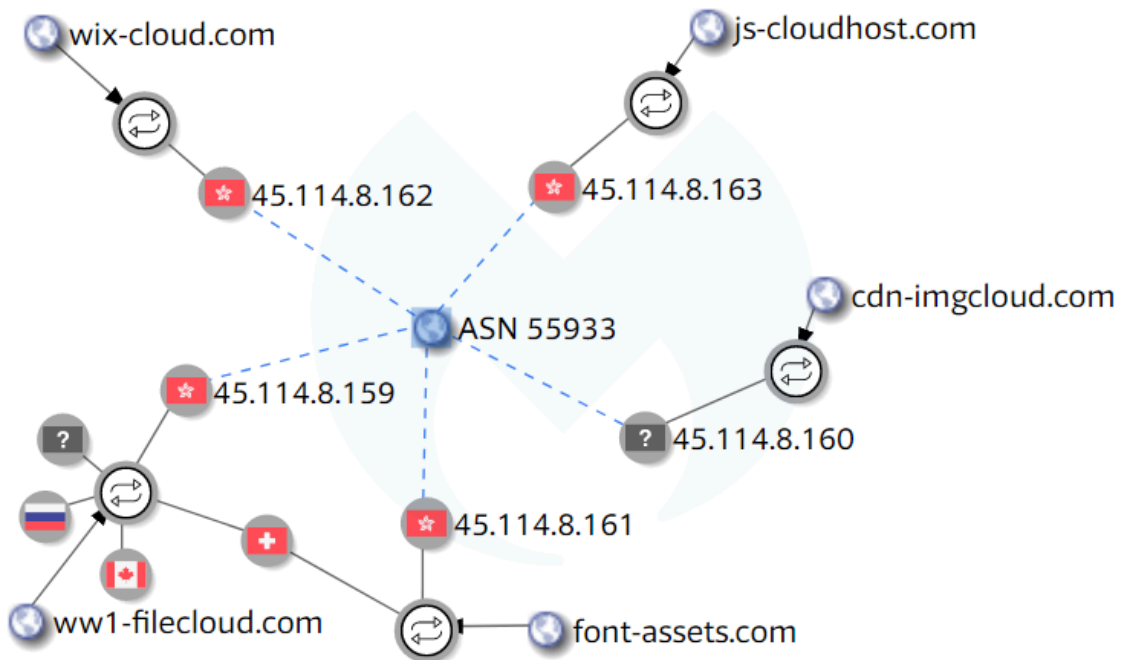 wix-cloud.com
js-cloudhost.com
45.114.8.162
45.114.8.163
cdn-imgcloud.com
ASN 55933
45.114.8.159
?
45.114.8.160
?
45.114.8.161
ww1-filecloud.com
font-assets.com